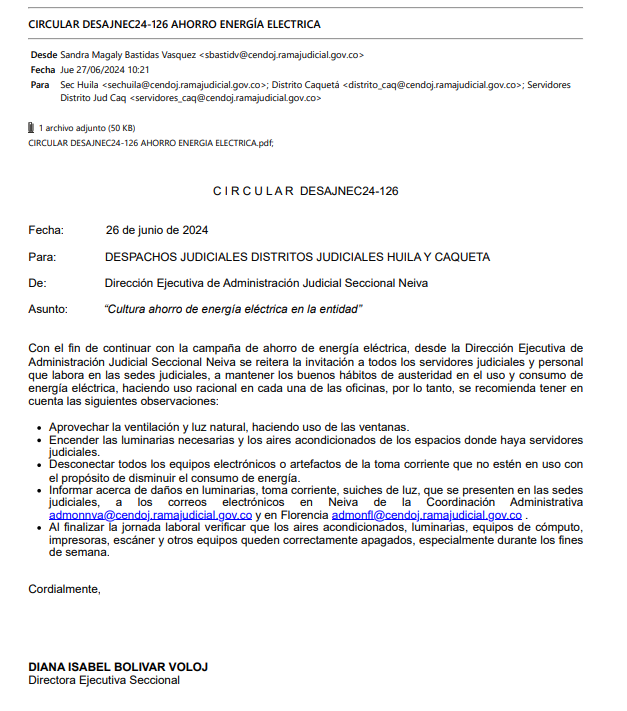 CIRCULAR DESAJNEC24-126 AHORRO ENERGÍA ELECTRICA
Desde Sandra Magaly Bastidas Vasquez <sbastidv@cendoj.ramajudicial.gov.co>
Fecha Jue 27/06/2024 10:21
Para Sec Huila <sechuila@cendoj.ramajudicial.gov.co>; Distrito Caquetá <distrito_caq@cendoj.ramajudicial.gov.co>; Servidores
Distrito Jud Caq <servidores_caq@cendoj.ramajudicial.gov.co>
1 archivo adjunto (50 KB)
CIRCULAR DESAJNEC24-126 AHORRO ENERGIA ELECTRICA.pdf;
C I R C U L A R DESAJNEC24-126
Fecha: 26 de junio de 2024
Para: DESPACHOS JUDICIALES DISTRITOS JUDICIALES HUILA Y CAQUETA
De: Dirección Ejecutiva de Administración Judicial Seccional Neiva
Asunto: “Cultura ahorro de energía eléctrica en la entidad”
Con el fin de continuar con la campaña de ahorro de energía eléctrica, desde la Dirección Ejecutiva de
Administración Judicial Seccional Neiva se reitera la invitación a todos los servidores judiciales y personal
que labora en las sedes judiciales, a mantener los buenos hábitos de austeridad en el uso y consumo de
energía eléctrica, haciendo uso racional en cada una de las oficinas, por lo tanto, se recomienda tener en
cuenta las siguientes observaciones:
• Aprovechar la ventilación y luz natural, haciendo uso de las ventanas.
• Encender las luminarias necesarias y los aires acondicionados de los espacios donde haya servidores
judiciales.
• Desconectar todos los equipos electrónicos o artefactos de la toma corriente que no estén en uso con
el propósito de disminuir el consumo de energía.
• Informar acerca de daños en luminarias, toma corriente, suiches de luz, que se presenten en las sedes
judiciales, a los correos electrónicos en Neiva de la Coordinación Administrativa
admonnva@cendoj.ramajudicial.gov.co y en Florencia admonfl@cendoj.ramajudicial.gov.co .
• Al finalizar la jornada laboral verificar que los aires acondicionados, luminarias, equipos de cómputo,
impresoras, escáner y otros equipos queden correctamente apagados, especialmente durante los fines
de semana.
Cordialmente,
DIANA ISABEL BOLIVAR VOLOJ
Directora Ejecutiva Seccional